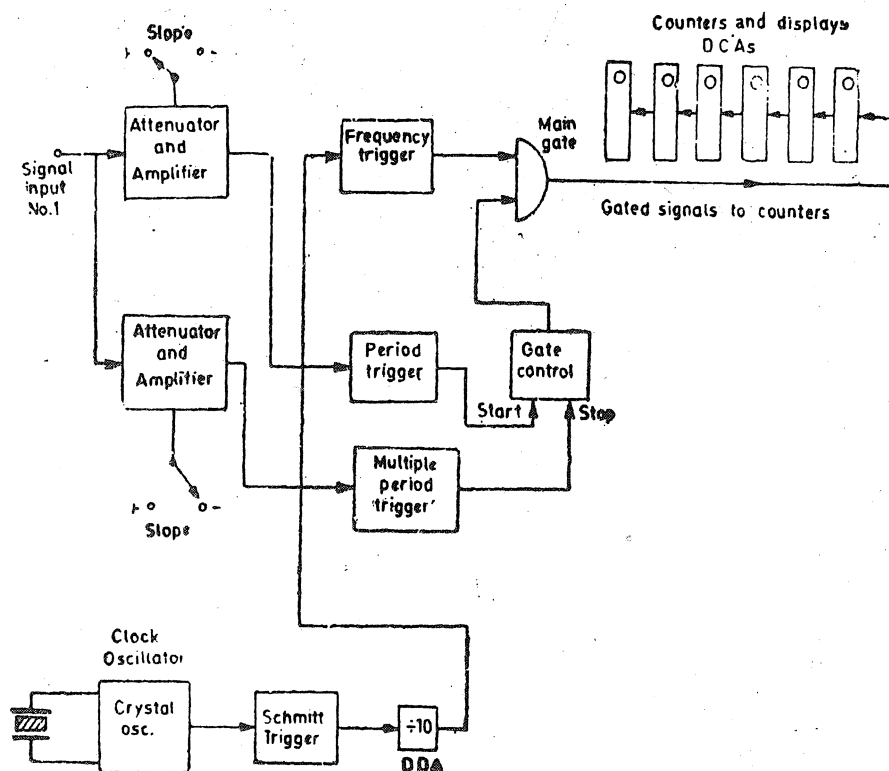 Slope
+ -
Attenuator
and
Amplifier
Signal
input
No.1
Frequency
trigger
Main
gate
Counters and displays
DCAs
Gated signals to counters
Attenuator
and
Amplifier
+ -
Slope
Period
trigger
Gate
control
Start
Stop
Multiple
period
'trigger'
Clock
Oscillator
Crystal
osc.
Schmitt
Trigger
÷10
DDA